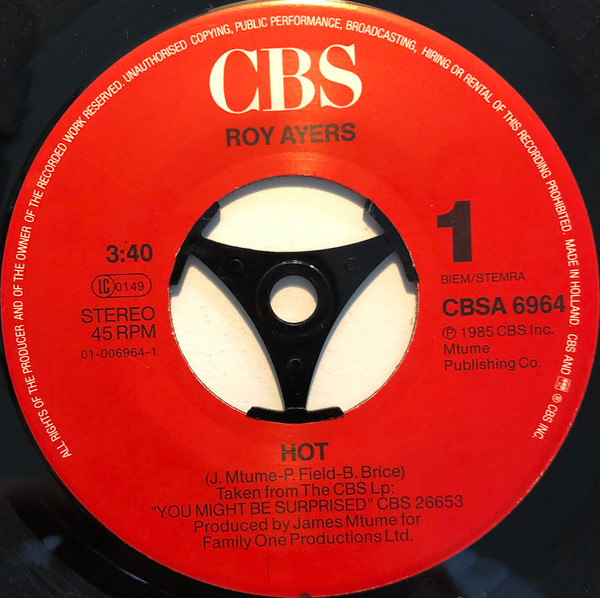 ALL RIGHTS OF THE PRODUCER AND OF THE OWNER OF THE RECORDED WORK RESERVED. UNAUTHORISED COPYING, PUBLIC PERFORMANCE, BROADCASTING, HIRING OR RENTAL OF THIS RECORDING PROHIBITED. MADE IN HOLLAND. CBS AND ® CBS INC.
CBS
ROY AYERS
1
3:40
BIEM/STEMRA
LC 0149
CBSA 6964
STEREO
℗ 1985 CBS Inc.
45 RPM
Mtume
01-006964-1
Publishing Co.
HOT
(J. Mtume-P. Field-B. Brice)
Taken from The CBS Lp:
"YOU MIGHT BE SURPRISED" CBS 26653
Produced by James Mtume for
Family One Productions Ltd.